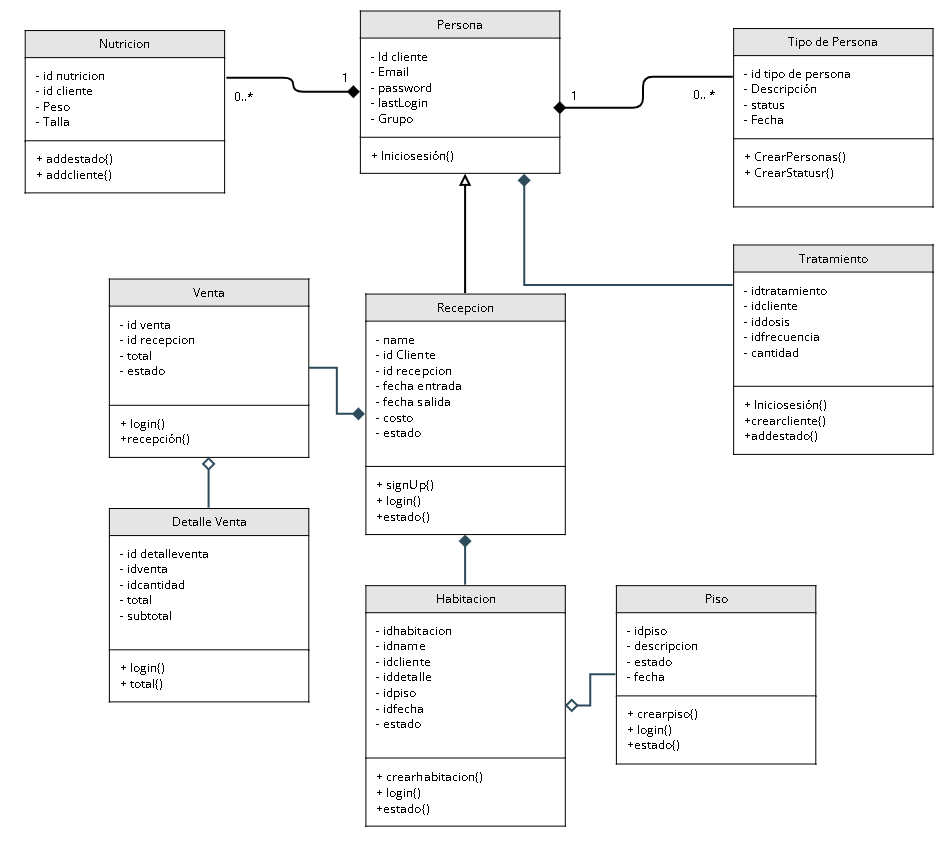 Nutricion
- id nutricion
- id cliente
- Peso
- Talla
+ addestado()
+ addcliente()
0..*
1
Persona
- Id cliente
- Email
- password
- lastLogin
- Grupo
+ Iniciosesión()
1
0.. *
Tipo de Persona
- id tipo de persona
- Descripción
- status
- Fecha
+ CrearPersonas()
+ CrearStatusr()
Tratamiento
- idtratamiento
- idcliente
- iddosis
- idfrecuencia
- cantidad
+ Iniciosesión()
+crearcliente()
+addestado()
Venta
- id venta
- id recepcion
- total
- estado
+ login()
+recepción()
Recepcion
- name
- id Cliente
- id recepcion
- fecha entrada
- fecha salida
- costo
- estado
+ signUp()
+ login()
+estado()
Detalle Venta
- id detalleventa
- idventa
- idcantidad
- total
- subtotal
+ login()
+ total()
Habitacion
- idhabitacion
- idname
- idcliente
- iddetalle
- idpiso
- idfecha
- estado
+ crearhabitacion()
+ login()
+estado()
Piso
- idpiso
- descripcion
- estado
- fecha
+ crearpiso()
+ login()
+estado()